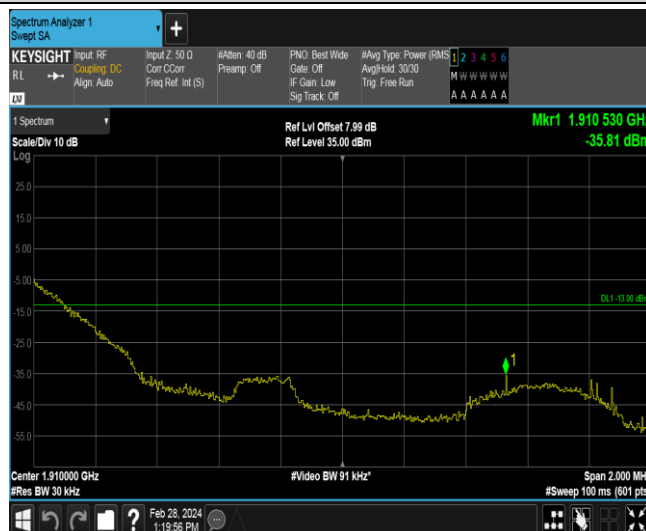 Spectrum Analyzer 1
Swept SA
KEYSIGHT
RL
LXI
Input: RF
Coupling: DC
Align: Auto
Input Z: 50 Ω
Corr CCorr
Freq Ref: Int (S)
#Atten: 40 dB
Preamp: Off
PNO: Best Wide
Gate: Off
IF Gain: Low
Sig Track: Off
#Avg Type: Power (RMS
Avg|Hold: 30/30
Trig: Free Run
1 2 3 4 5 6
M W W W W W
A A A A A A
1 Spectrum
Scale/Div 10 dB
Ref Lvl Offset 7.99 dB
Ref Level 35.00 dBm
Mkr1 1.910 530 GHz
-35.81 dBm
Log
25.0
15.0
5.00
-5.00
-15.0
-25.0
-35.0
-45.0
-55.0
DL1 -13.00 dBm
1
Center 1.910000 GHz
#Video BW 91 kHz*
Span 2.000 MH
#Res BW 30 kHz
#Sweep 100 ms (601 pts
?
Feb 28, 2024
1:19:56 PM